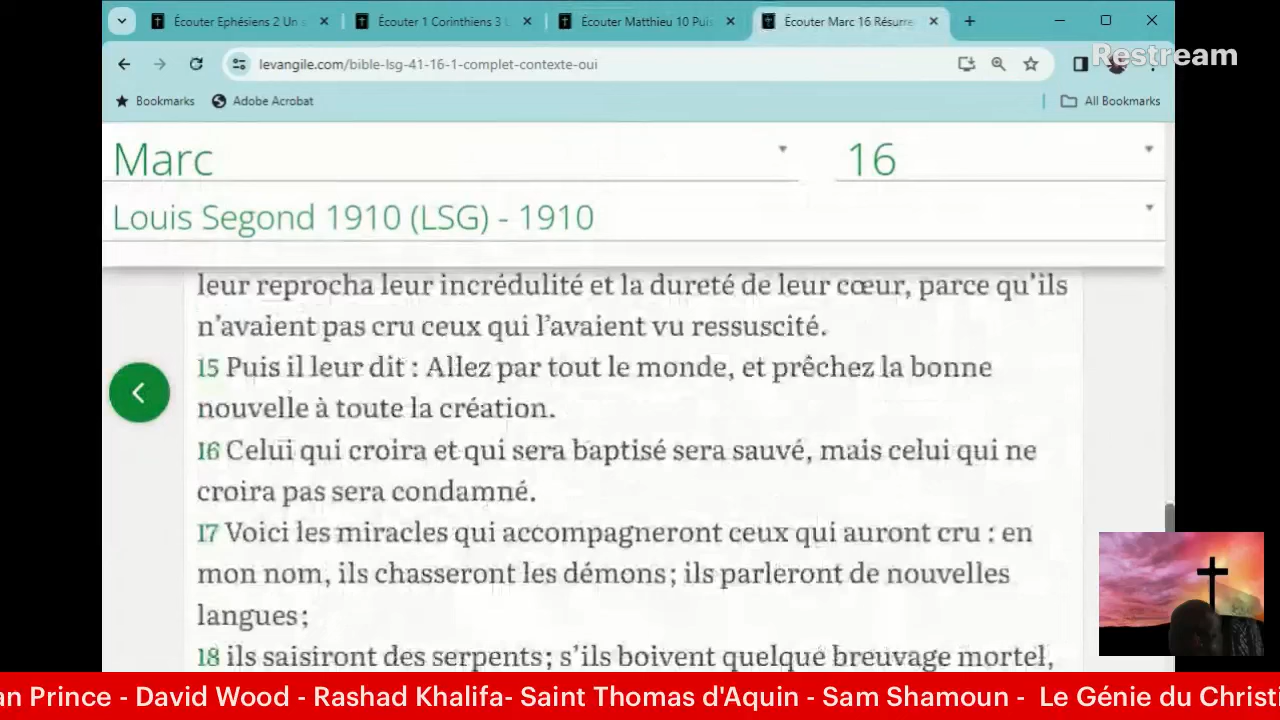 Écouter Ephésiens 2 Un
Écouter 1 Corinthiens 3
Écouter Matthieu 10 Puis
Écouter Marc 16 Résurre
levangile.com/bible-lsg-41-16-1-complet-contexte-oui
Restream
Bookmarks
Adobe Acrobat
All Bookmarks
Marc
16
Louis Segond 1910 (LSG) - 1910
leur reprocha leur incrédulité et la dureté de leur cœur, parce qu’ils
n’avaient pas cru ceux qui l’avaient vu ressuscité.
15 Puis il leur dit : Allez par tout le monde, et prêchez la bonne
nouvelle à toute la création.
16 Celui qui croira et qui sera baptisé sera sauvé, mais celui qui ne
croira pas sera condamné.
17 Voici les miracles qui accompagneront ceux qui auront cru : en
mon nom, ils chasseront les démons; ils parleront de nouvelles
langues;
18 ils saisiront des serpents; s’ils boivent quelque breuvage mortel,
an Prince - David Wood - Rashad Khalifa- Saint Thomas d'Aquin - Sam Shamoun - Le Génie du Christi